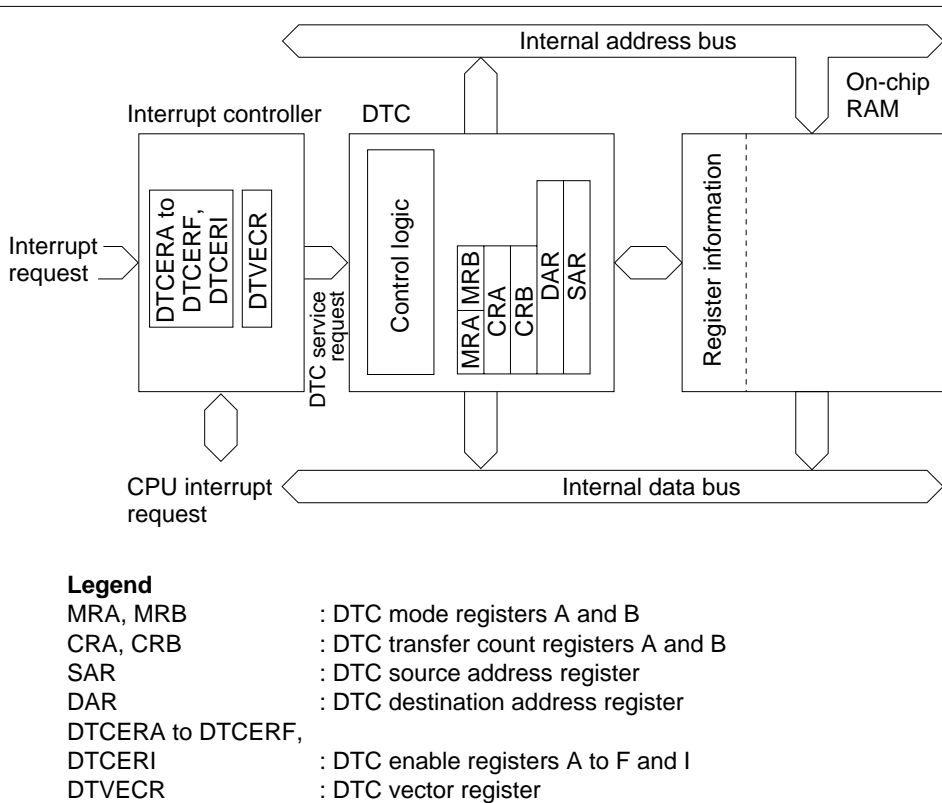 Internal address bus
On-chip
RAM
Interrupt controller
DTC
Interrupt
request
DTCERA to
DTCERF,
DTCERI
DTVECR
DTC service
request
Control logic
MRA
MRB
CRA
CRB
DAR
SAR
Register information
CPU interrupt
request
Internal data bus
Legend
MRA, MRB : DTC mode registers A and B
CRA, CRB : DTC transfer count registers A and B
SAR : DTC source address register
DAR : DTC destination address register
DTCERA to DTCERF,
DTCERI : DTC enable registers A to F and I
DTVECR : DTC vector register